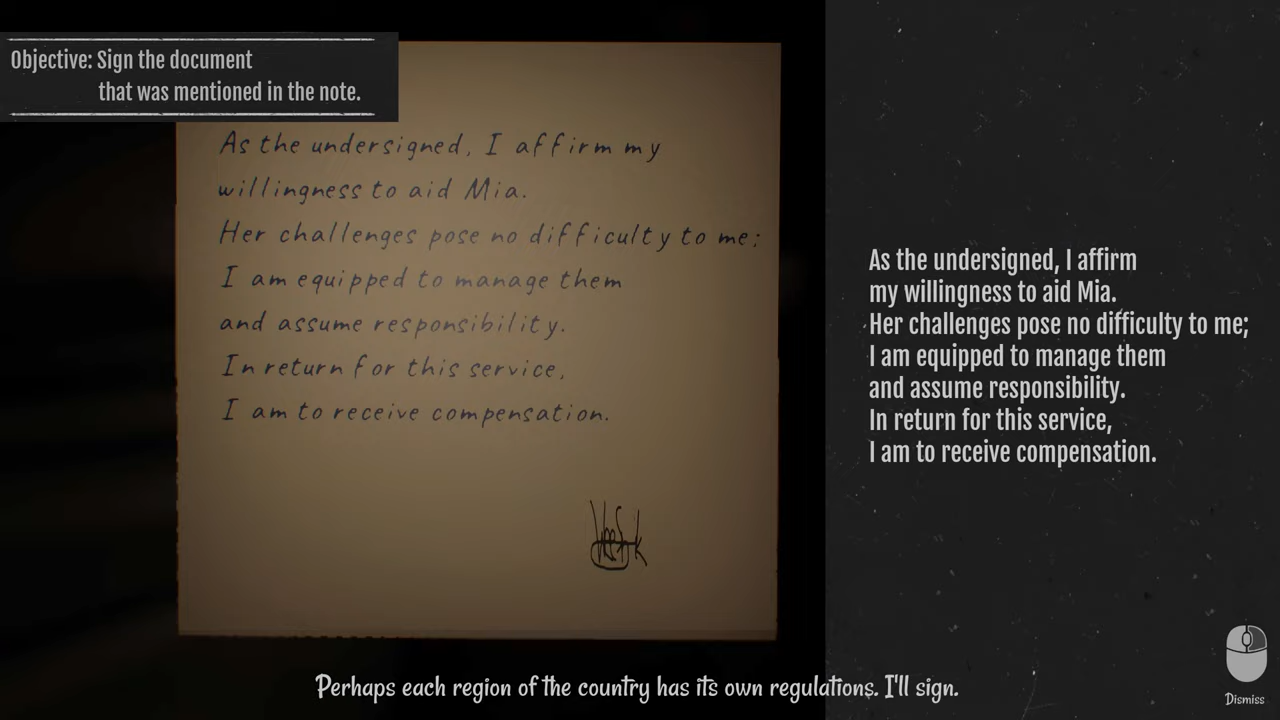 Objective: Sign the document
that was mentioned in the note.
As the undersigned, I affirm my
willingness to aid Mia.
Her challenges pose no difficulty to me;
I am equipped to manage them
and assume responsibility.
In return for this service,
I am to receive compensation.
As the undersigned, I affirm
my willingness to aid Mia.
Her challenges pose no difficulty to me;
I am equipped to manage them
and assume responsibility.
In return for this service,
I am to receive compensation.
Perhaps each region of the country has its own regulations. I'll sign.
Dismiss